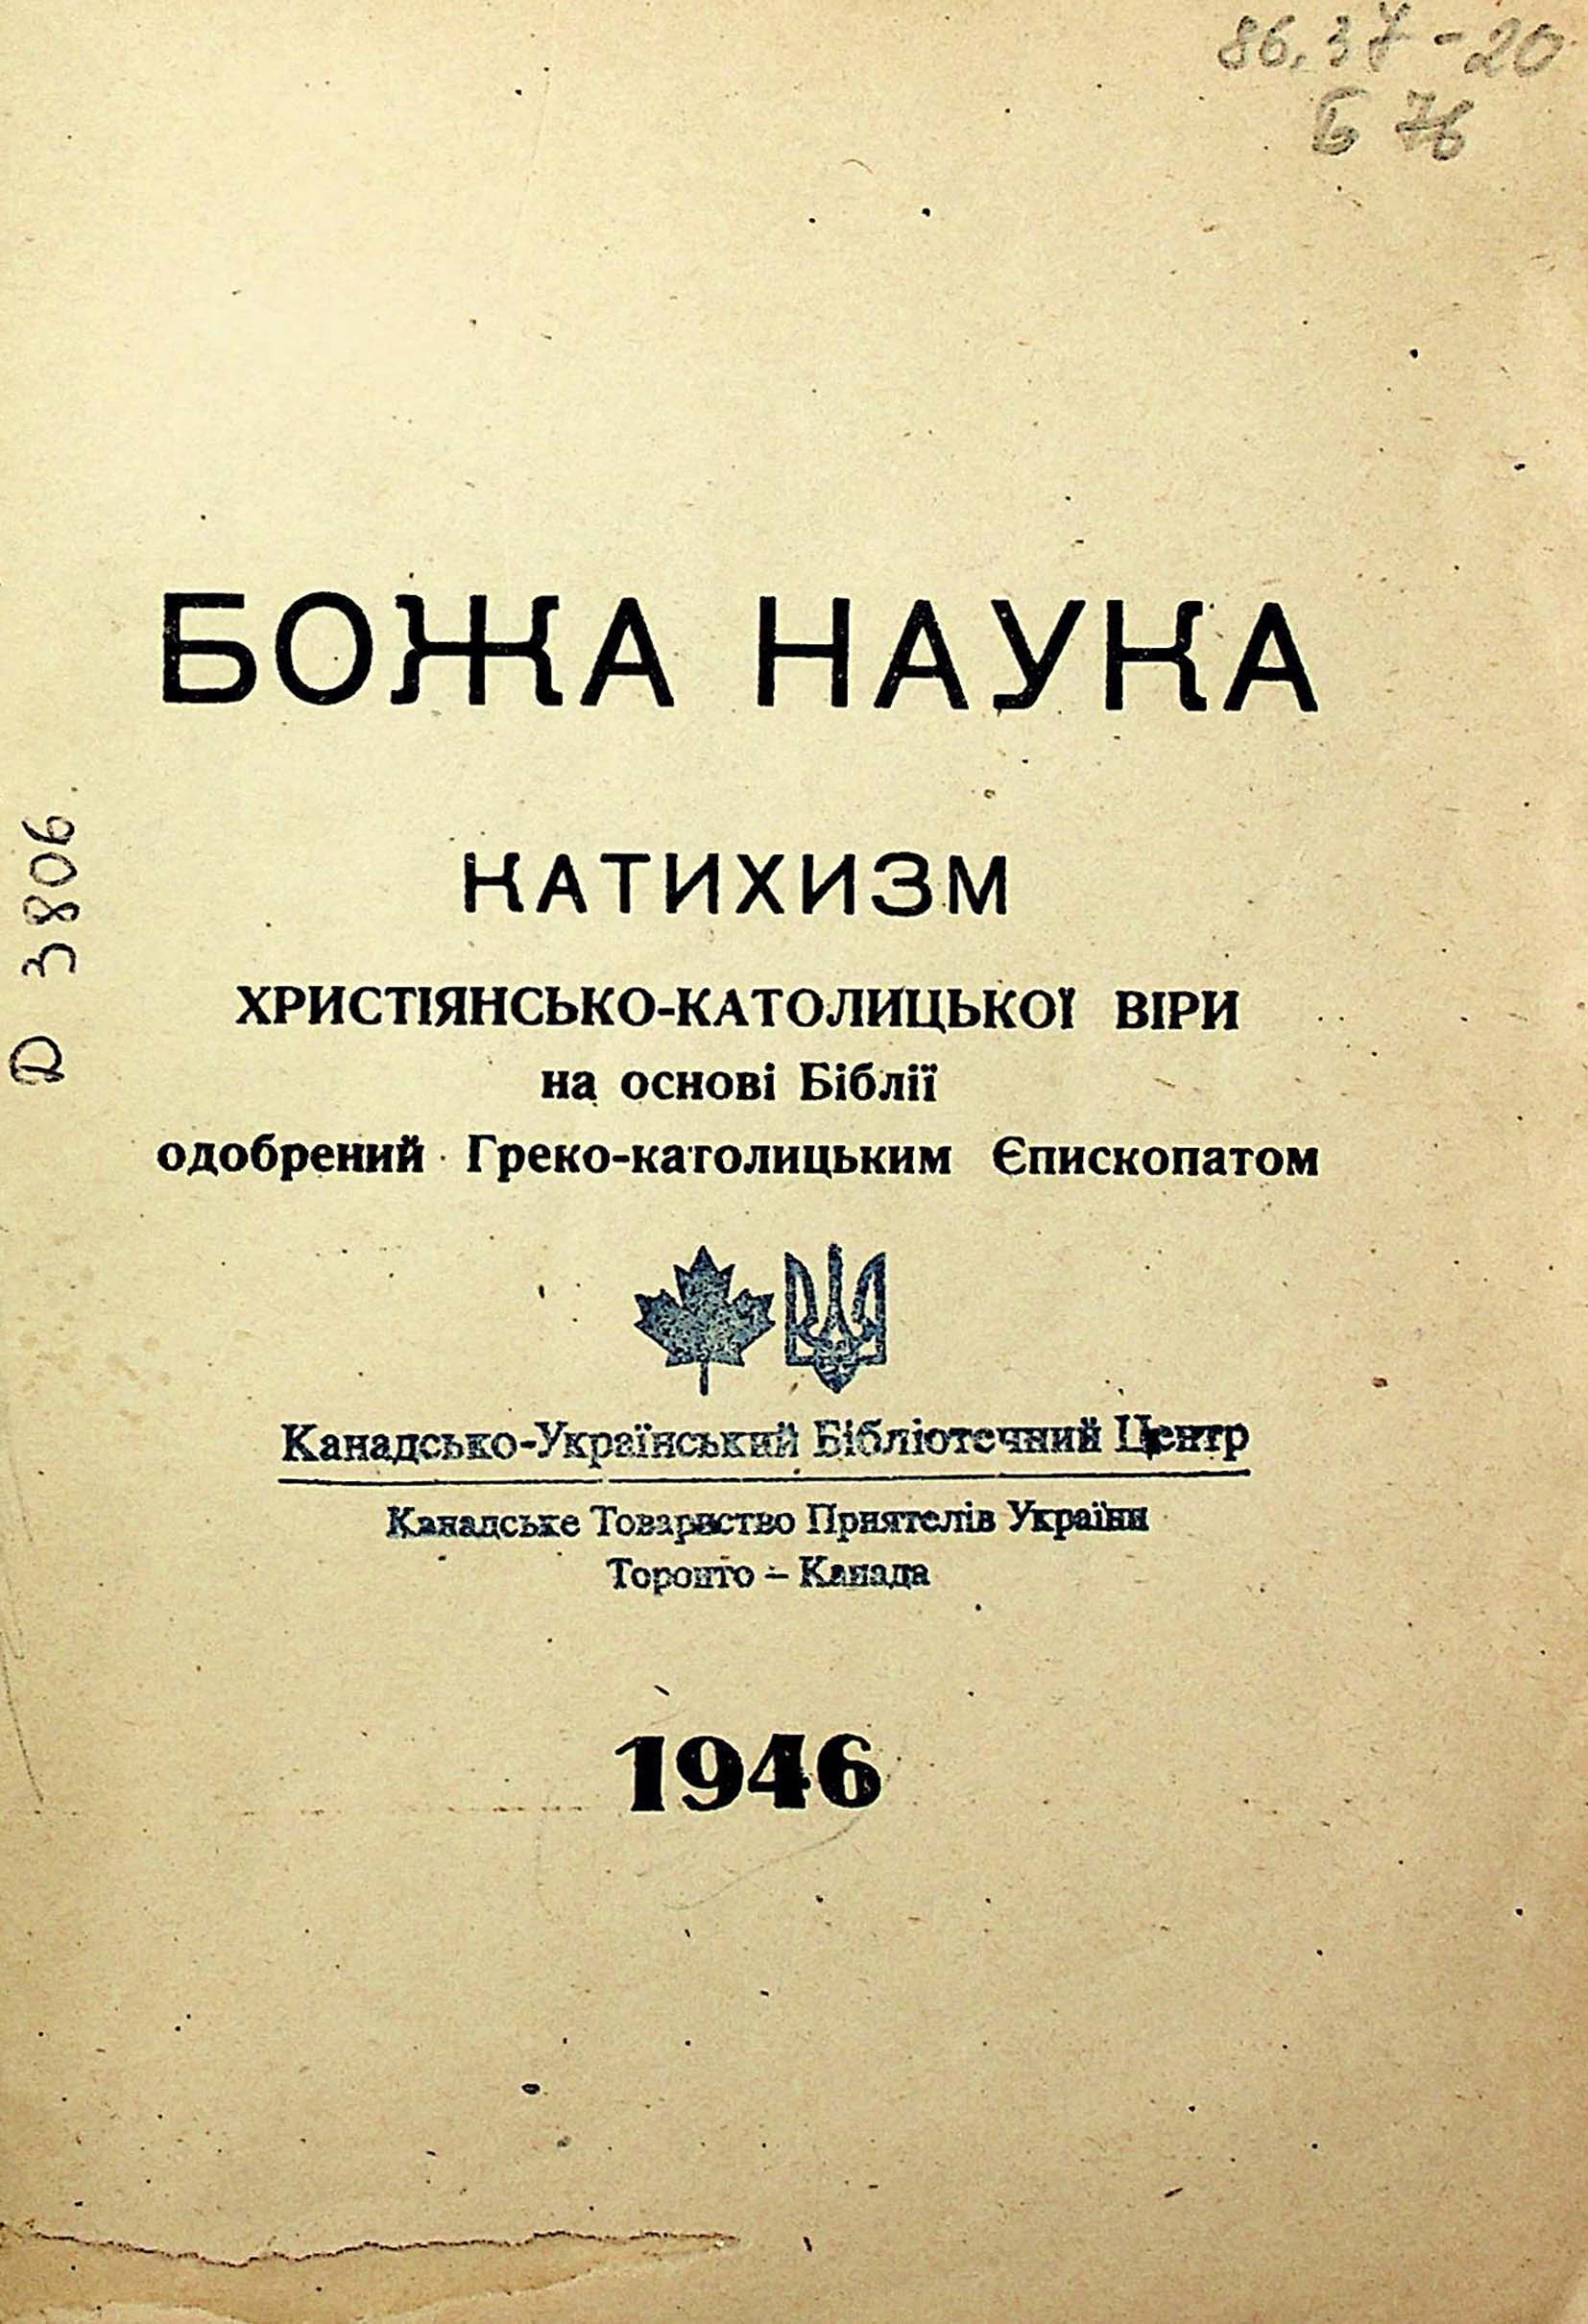 86.37-20
Б 76
БОЖА НАУКА
КАТИХИЗМ
ХРИСТІЯНСЬКО-КАТОЛИЦЬКОЇ ВІРИ
на основі Біблії
одобрений Греко-католицьким Єпископатом
Д 3806
Канадсько-Український Бібліотечний Центр
Канадське Товариство Приятелів України
Торонто – Канада
1946